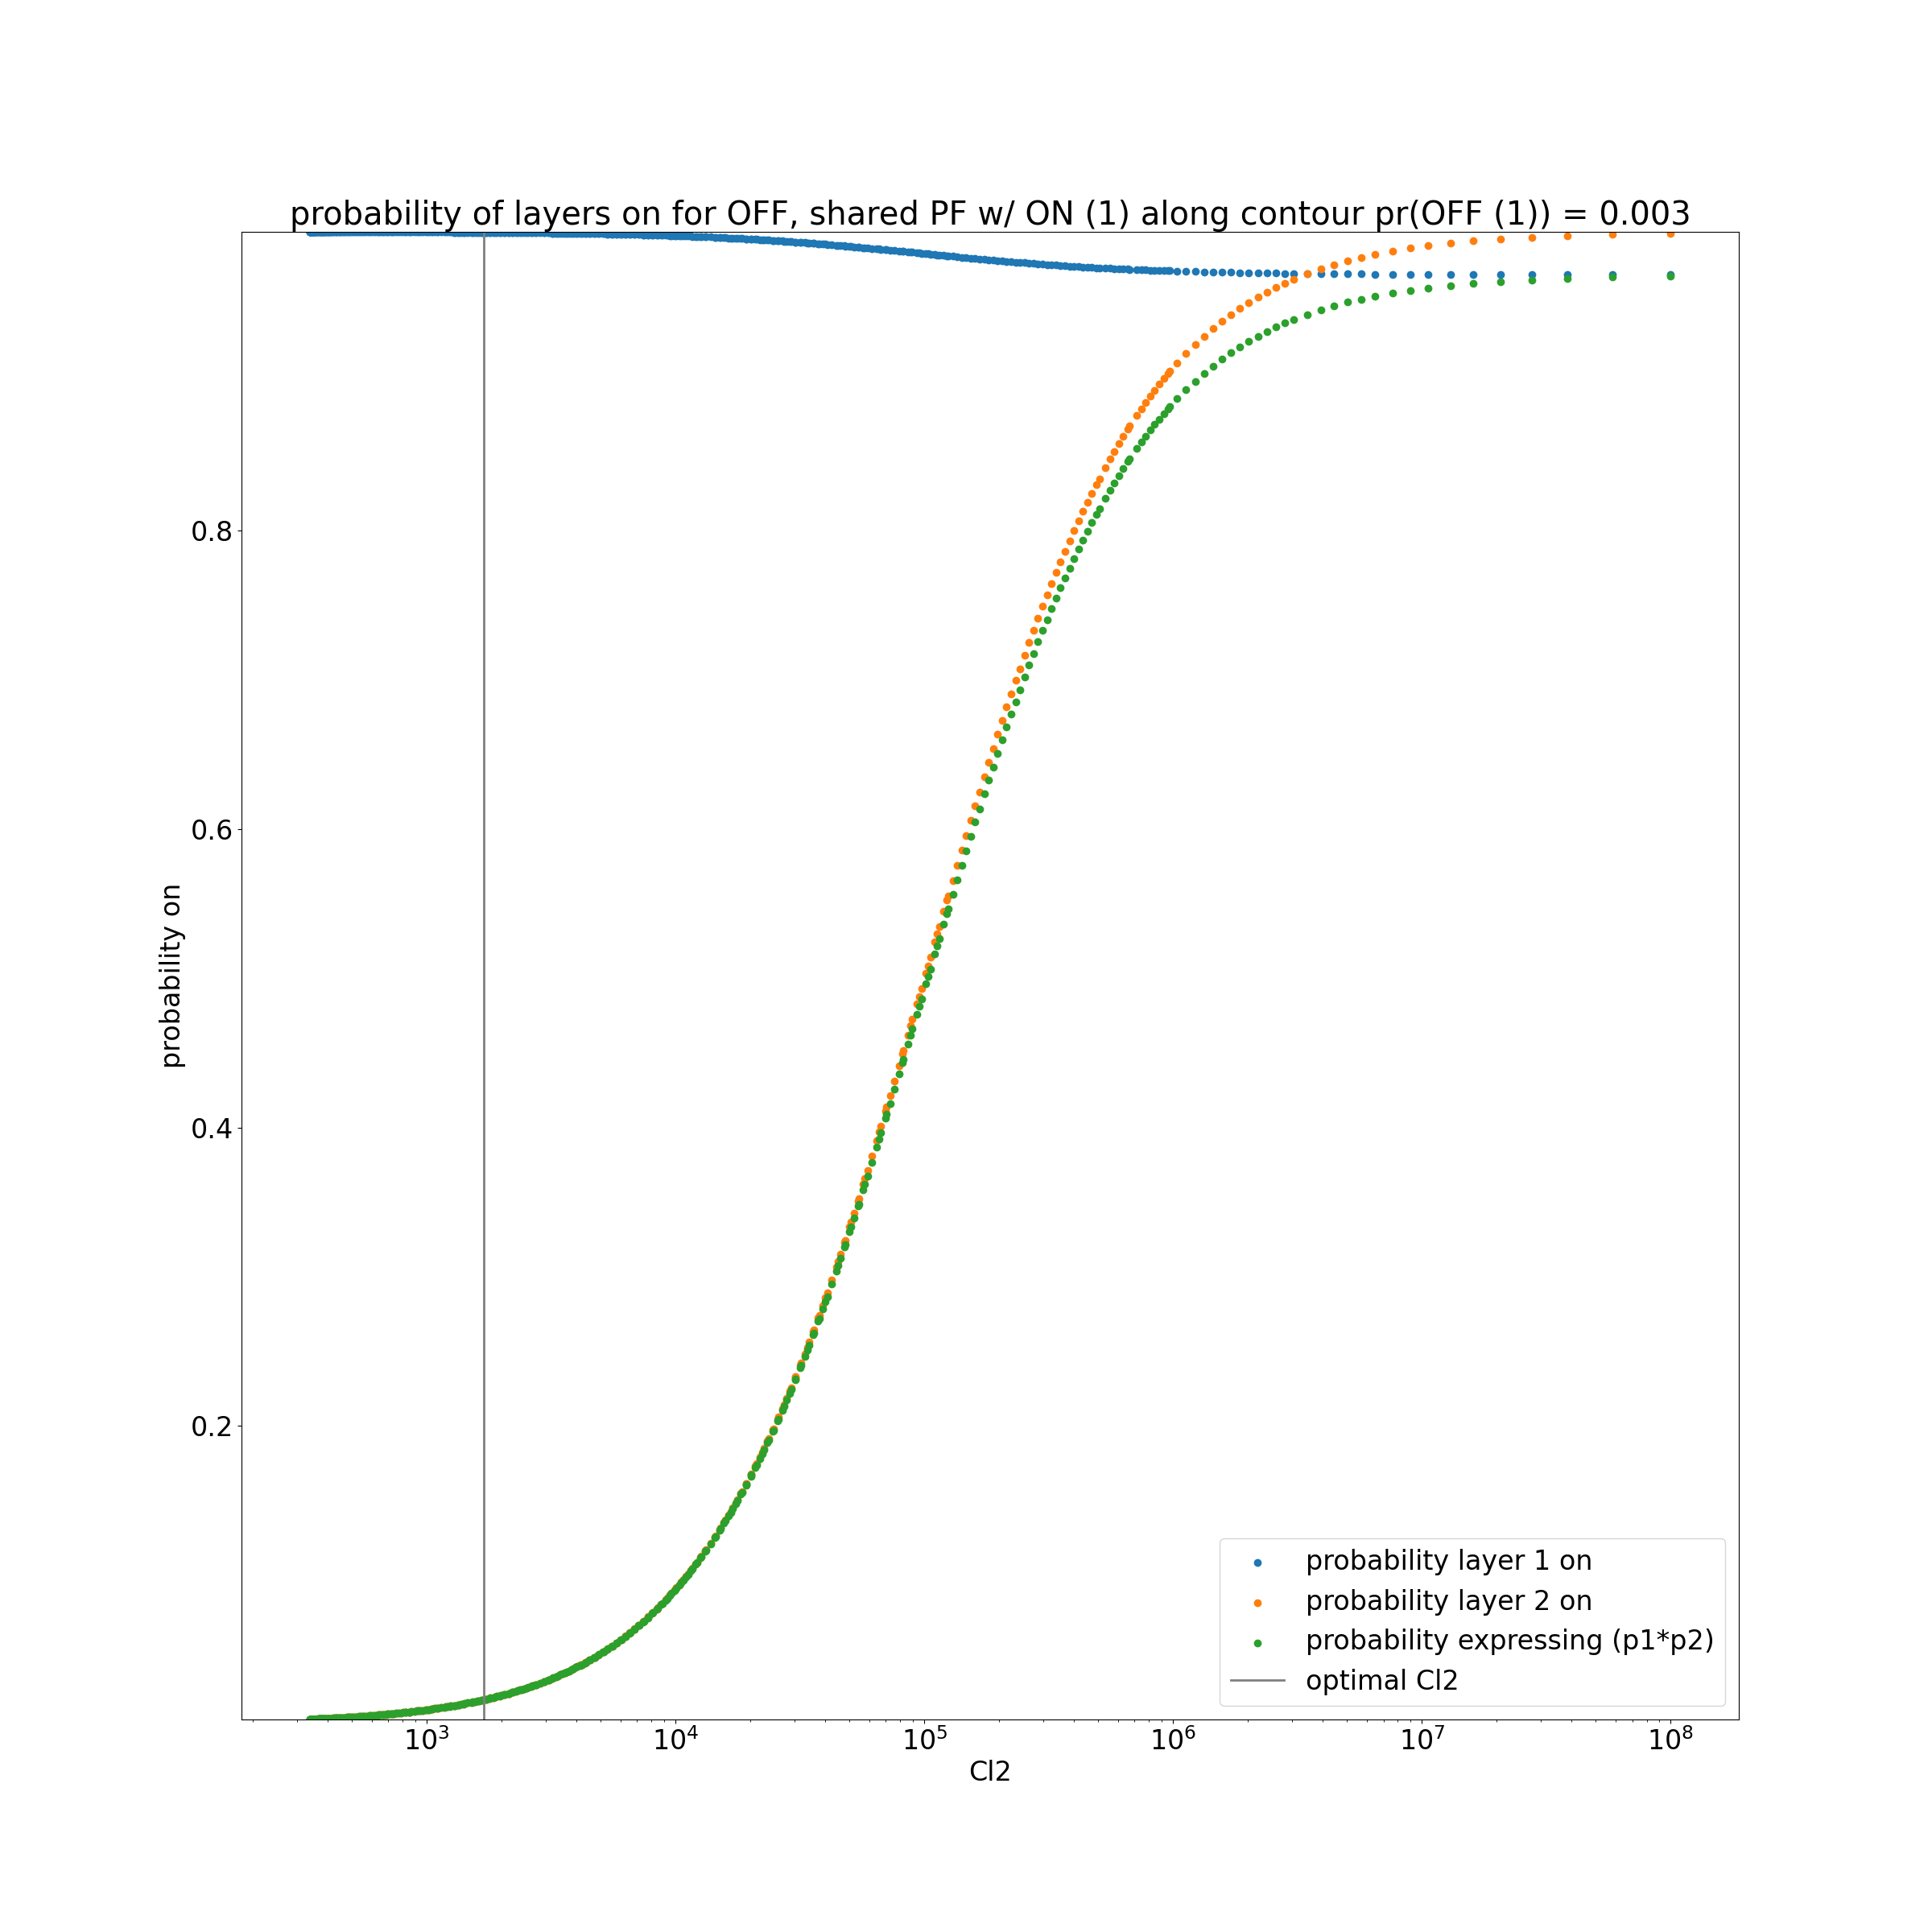 probability of layers on for OFF, shared PF w/ ON (1) along contour pr(OFF (1)) = 0.003
probability on
0.8
0.6
0.4
0.2
10³
10⁴
10⁵
10⁶
10⁷
10⁸
Cl2
probability layer 1 on
probability layer 2 on
probability expressing (p1*p2)
optimal Cl2